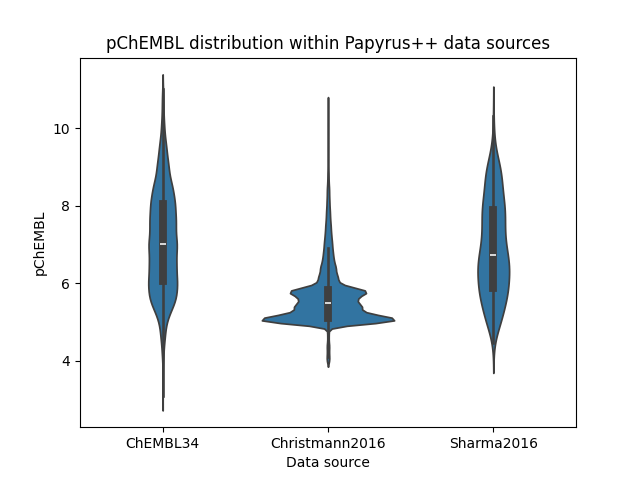 pChEMBL distribution within Papyrus++ data sources
pChEMBL
10
8
6
4
ChEMBL34 Christmann2016 Sharma2016
Data source